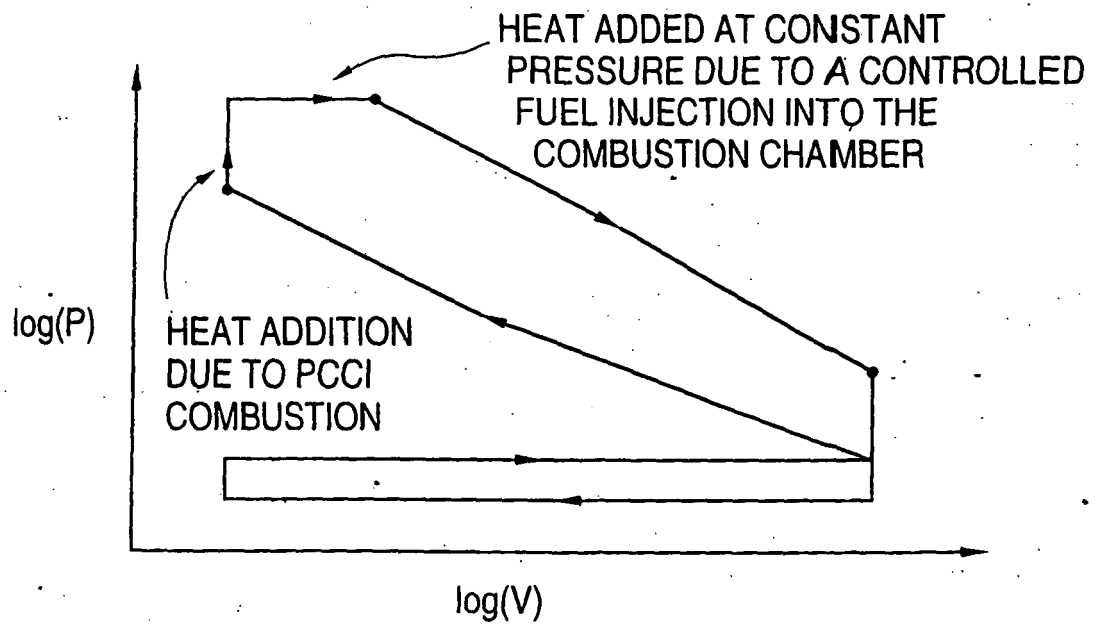 HEAT ADDED AT CONSTANT
PRESSURE DUE TO A CONTROLLED
FUEL INJECTION INTO THE
COMBUSTION CHAMBER
log(P)
HEAT ADDITION
DUE TO PCCI
COMBUSTION
log(V)